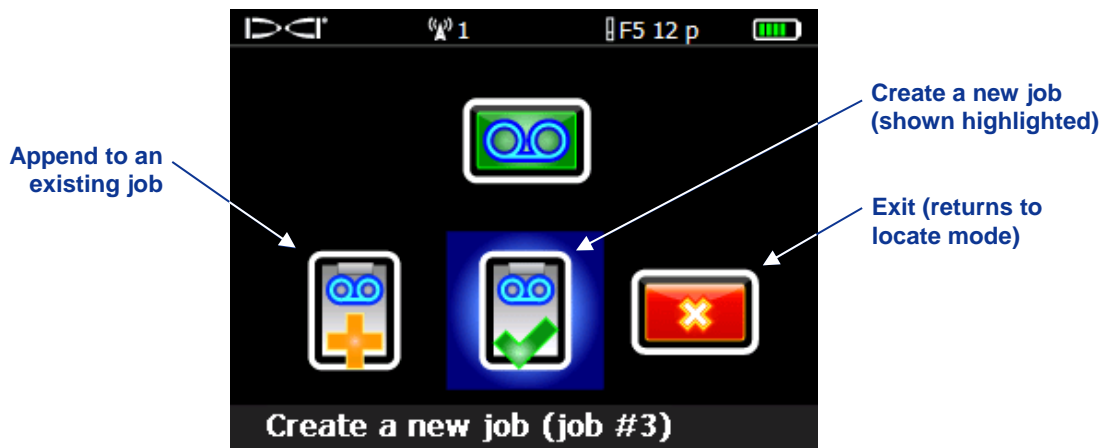 DCI
1
F5 12 p
Create a new job
(shown highlighted)
Append to an
existing job
Exit (returns to
locate mode)
Create a new job (job #3)